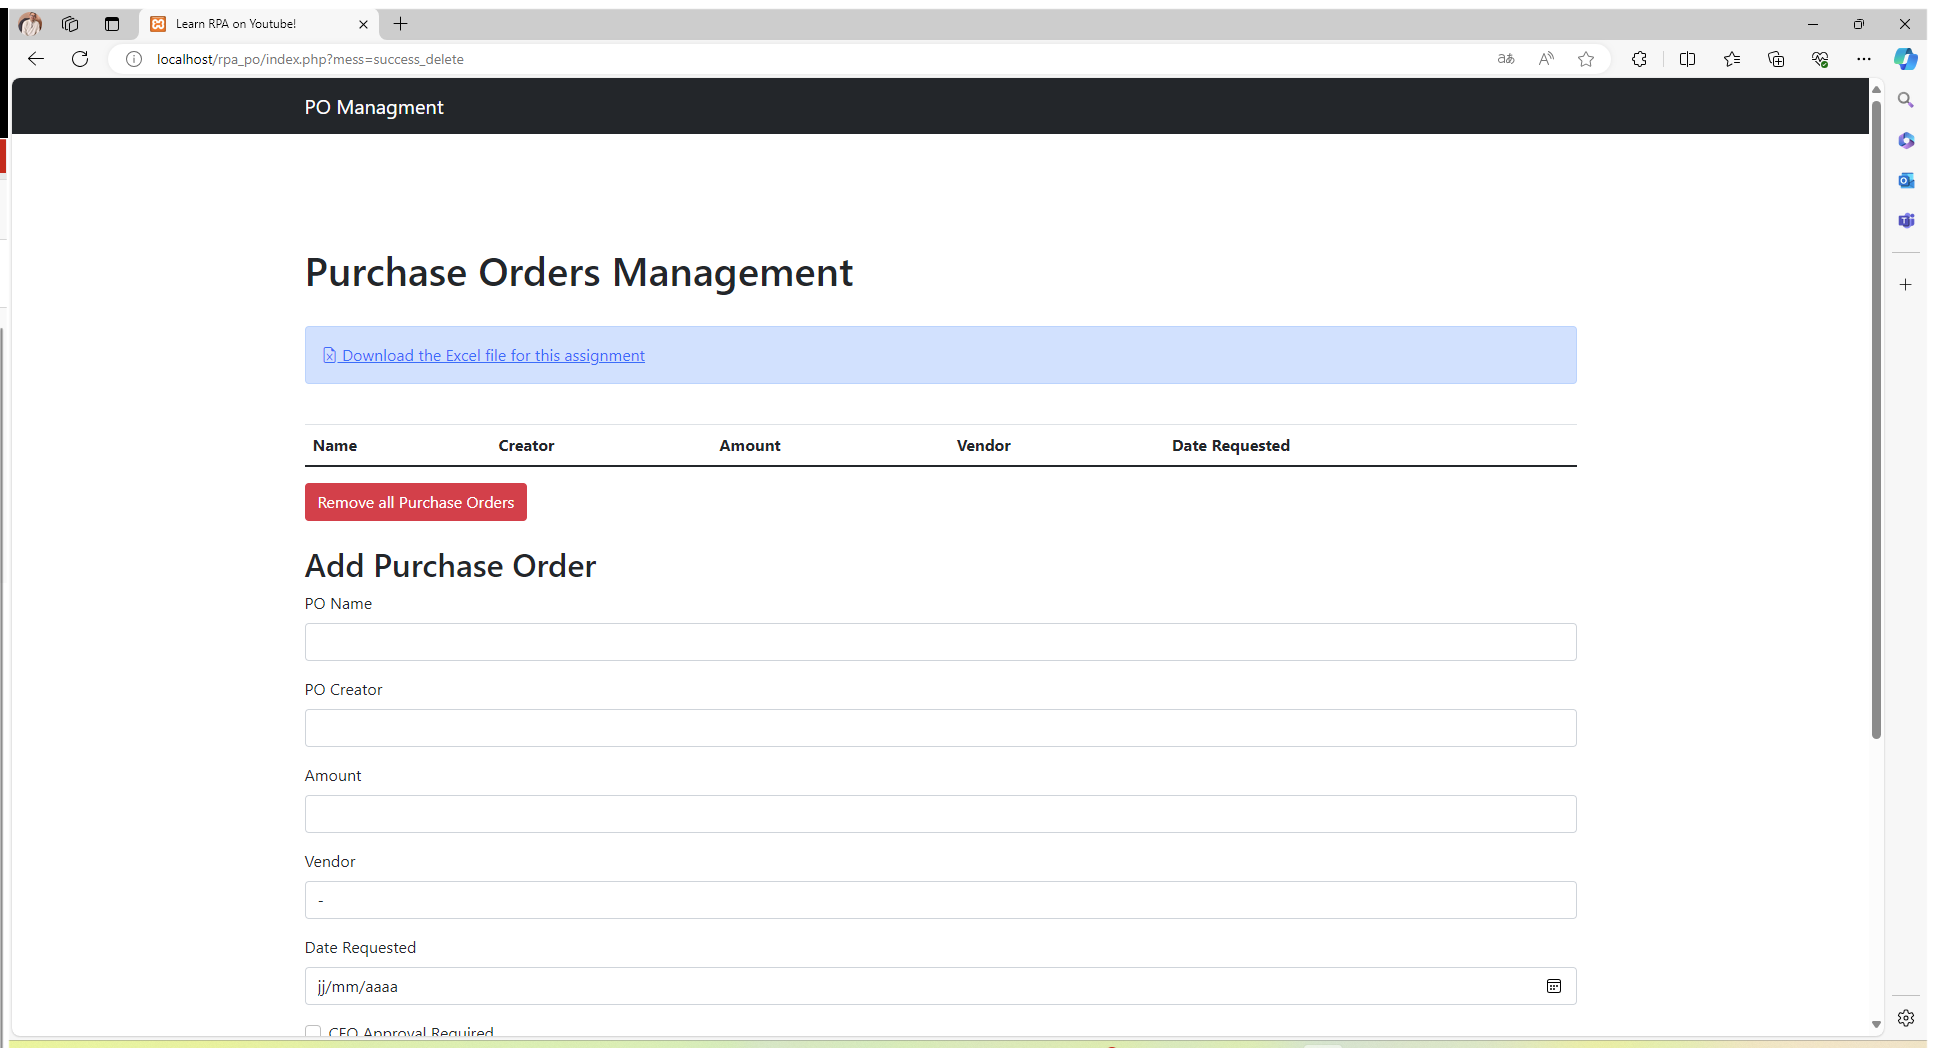 Learn RPA on Youtube!
localhost/rpa_po/index.php?mess=success_delete
PO Managment
Purchase Orders Management
Download the Excel file for this assignment
Name Creator Amount Vendor Date Requested
Remove all Purchase Orders
Add Purchase Order
PO Name
PO Creator
Amount
Vendor
-
Date Requested
jj/mm/aaaa
CEO Approval Required